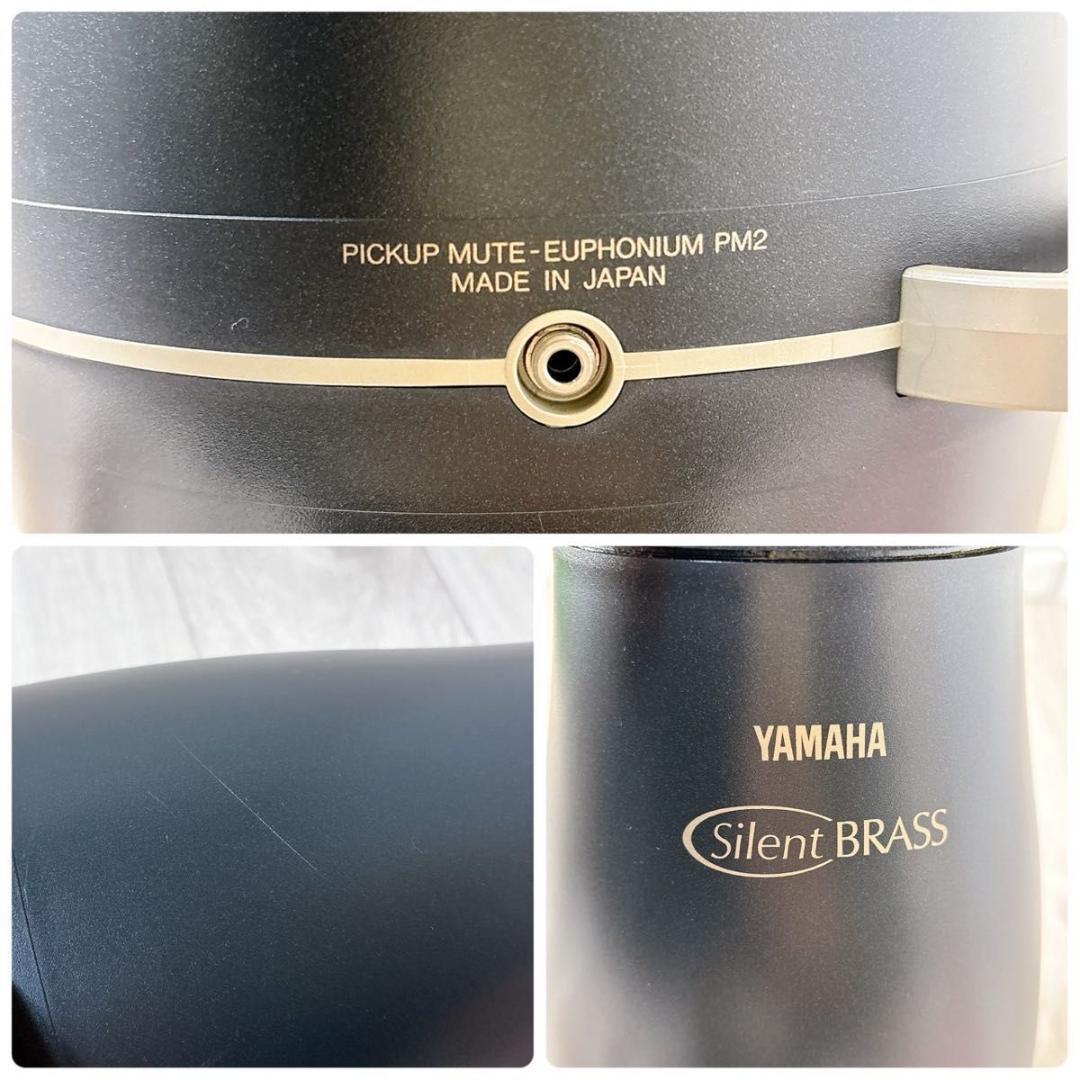 PICKUP MUTE-EUPHONIUM PM2
MADE IN JAPAN
YAMAHA
Silent BRASS